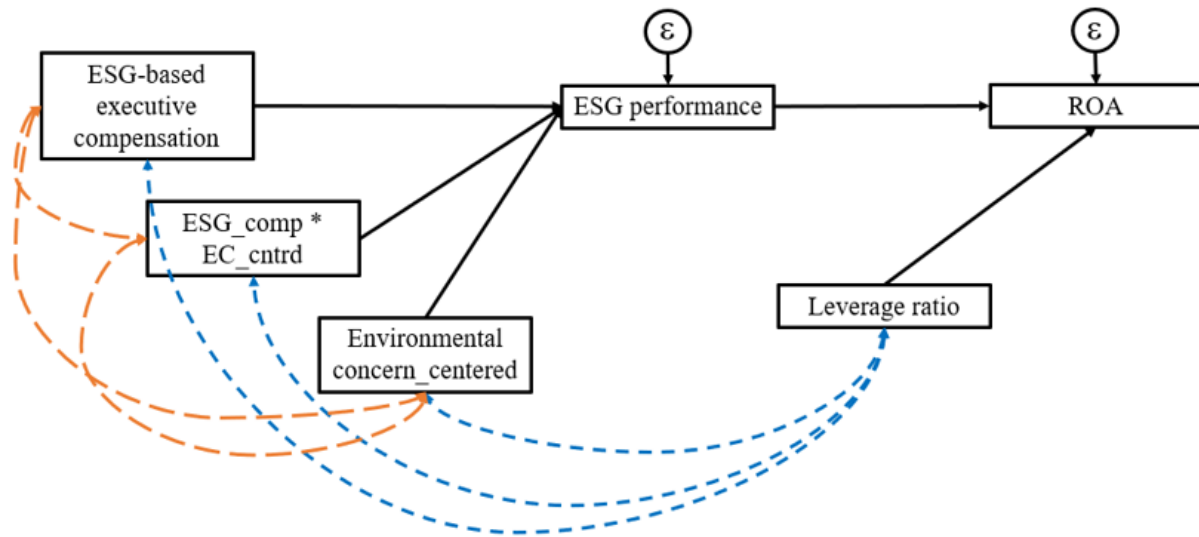 ε
ε
ESG-based
executive
compensation
ESG performance
ROA
ESG_comp *
EC_cntrd
Leverage ratio
Environmental
concern_centered